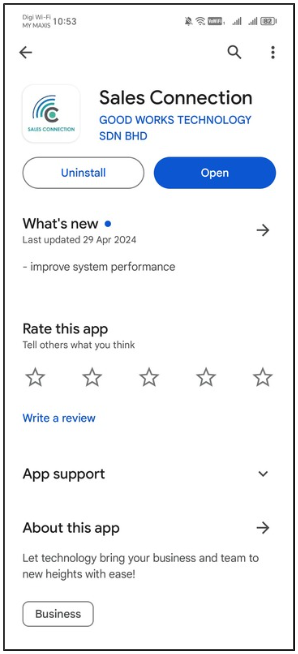 Digi Wi-Fi
MY MAXIS 10:53
82
Sales Connection
SALES CONNECTION
GOOD WORKS TECHNOLOGY
SDN BHD
Uninstall
Open
What's new
Last updated 29 Apr 2024
- improve system performance
Rate this app
Tell others what you think
Write a review
App support
About this app
Let technology bring your business and team to
new heights with ease!
Business